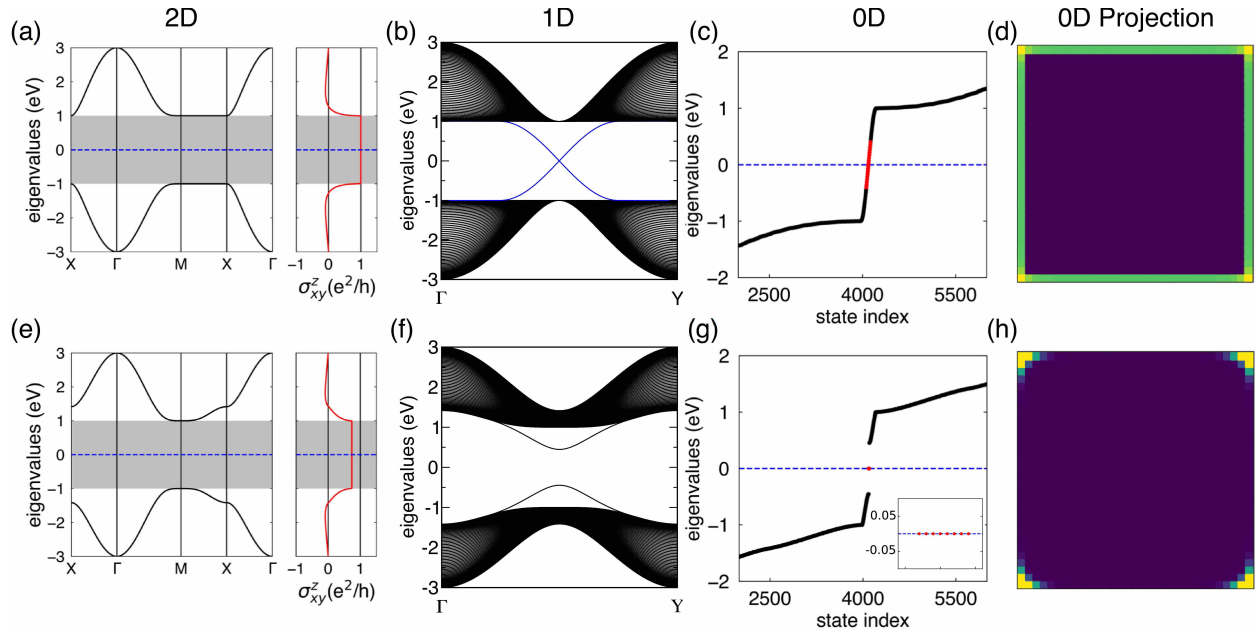 2D
1D
0D
0D Projection
(a)
(b)
(c)
(d)
eigenvalues (eV)
3
2
1
0
−1
−2
−3
X Γ M X Γ
−1 0 1
σ^z_xy(e²/h)
eigenvalues (eV)
3
2
1
0
-1
-2
-3
Γ Y
eigenvalues (eV)
2
1
0
−1
−2
2500 4000 5500
state index
(e)
(f)
(g)
(h)
eigenvalues (eV)
3
2
1
0
−1
−2
−3
X Γ M X Γ
−1 0 1
σ^z_xy(e²/h)
eigenvalues (eV)
3
2
1
0
-1
-2
-3
Γ Y
eigenvalues (eV)
2
1
0
−1
−2
0.05
-0.05
2500 4000 5500
state index